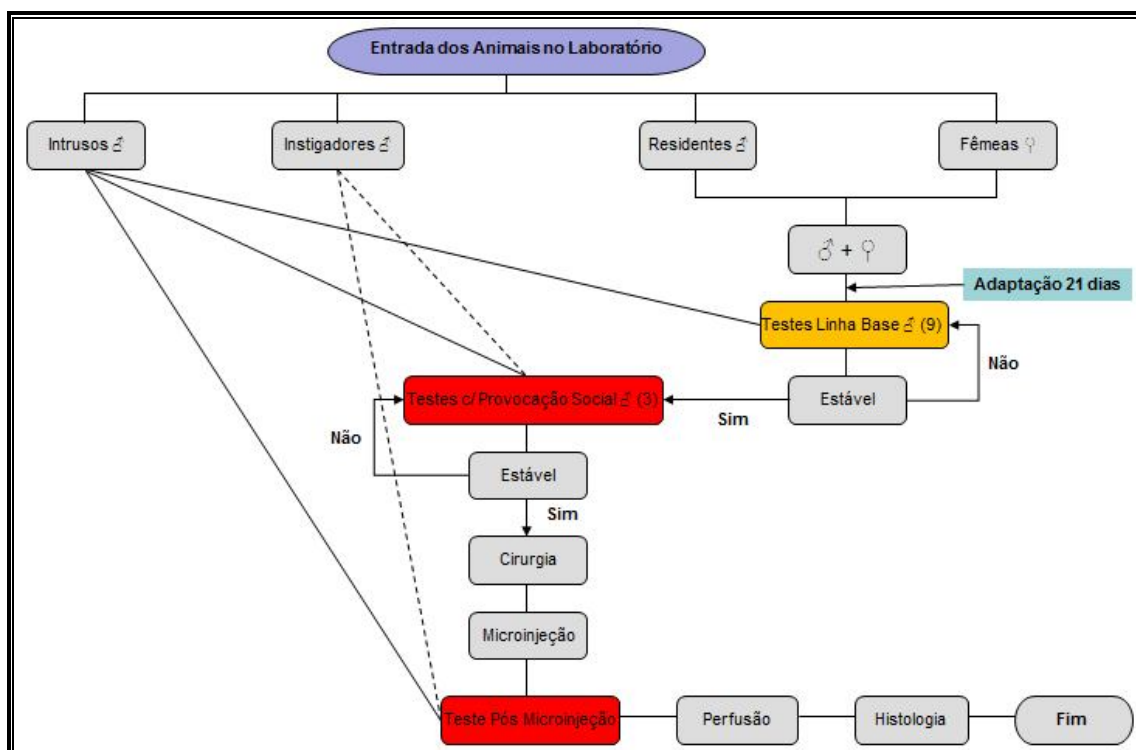 Entrada dos Animais no Laboratório
Intrusos ♂
Instigadores ♂
Residentes ♂
Fêmeas ♀
♂ + ♀
Adaptação 21 dias
Testes Linha Base ♂ (9)
Não
Testes c/ Provocação Social ♂ (3)
Sim
Estável
Não
Estável
Sim
Cirurgia
Microinjeção
Teste Pós Microinjeção
Perfusão
Histologia
Fim